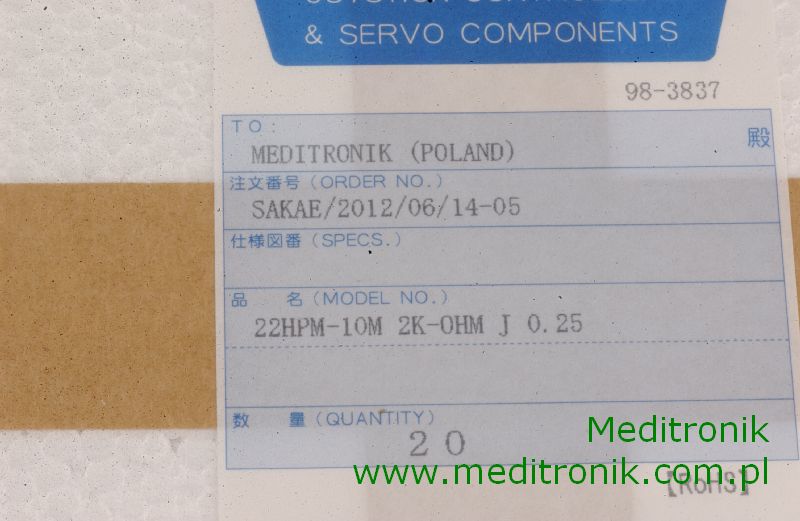 & SERVO COMPONENTS
98-3837
TO:
殿
MEDITRONIK (POLAND)
注文番号 (ORDER NO.)
SAKAE/2012/06/14-05
仕様図番 (SPECS.)
品 名 (MODEL NO.)
22HPM-10M 2K-OHM J 0.25
数 量 (QUANTITY)
20
Meditronik
www.meditronik.com.pl
【RoHS】